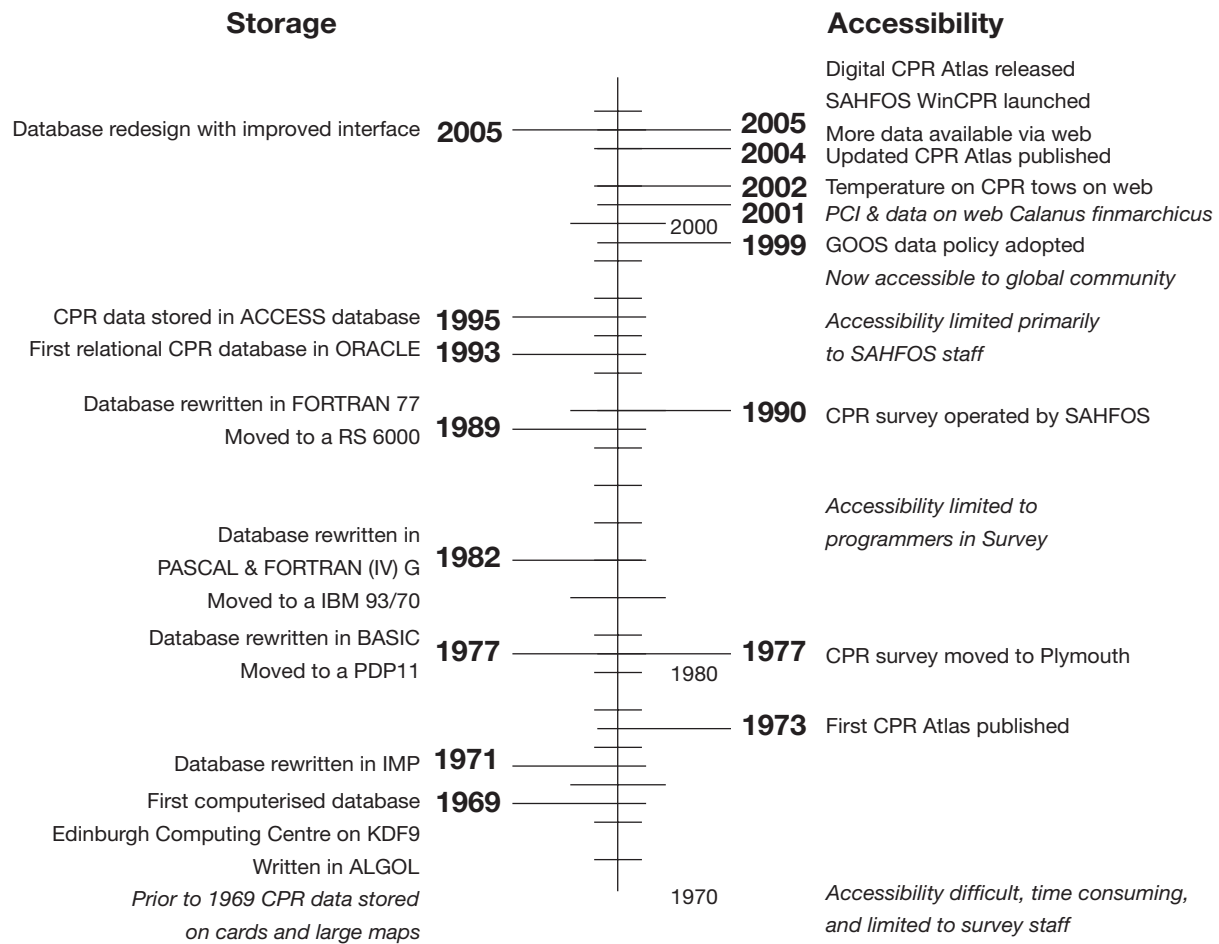 Storage
Database redesign with improved interface 2005
CPR data stored in ACCESS database 1995
First relational CPR database in ORACLE 1993
Database rewritten in FORTRAN 77
Moved to a RS 6000 1989
Database rewritten in
PASCAL & FORTRAN (IV) G 1982
Moved to a IBM 93/70
Database rewritten in BASIC
Moved to a PDP11 1977
Database rewritten in IMP 1971
First computerised database 1969
Edinburgh Computing Centre on KDF9
Written in ALGOL
Prior to 1969 CPR data stored
on cards and large maps
2000
1980
1970
Accessibility
Digital CPR Atlas released
SAHFOS WinCPR launched
2005 More data available via web
2004 Updated CPR Atlas published
2002 Temperature on CPR tows on web
2001 PCI & data on web Calanus finmarchicus
1999 GOOS data policy adopted
Now accessible to global community
Accessibility limited primarily
to SAHFOS staff
1990 CPR survey operated by SAHFOS
Accessibility limited to
programmers in Survey
1977 CPR survey moved to Plymouth
1973 First CPR Atlas published
Accessibility difficult, time consuming,
and limited to survey staff